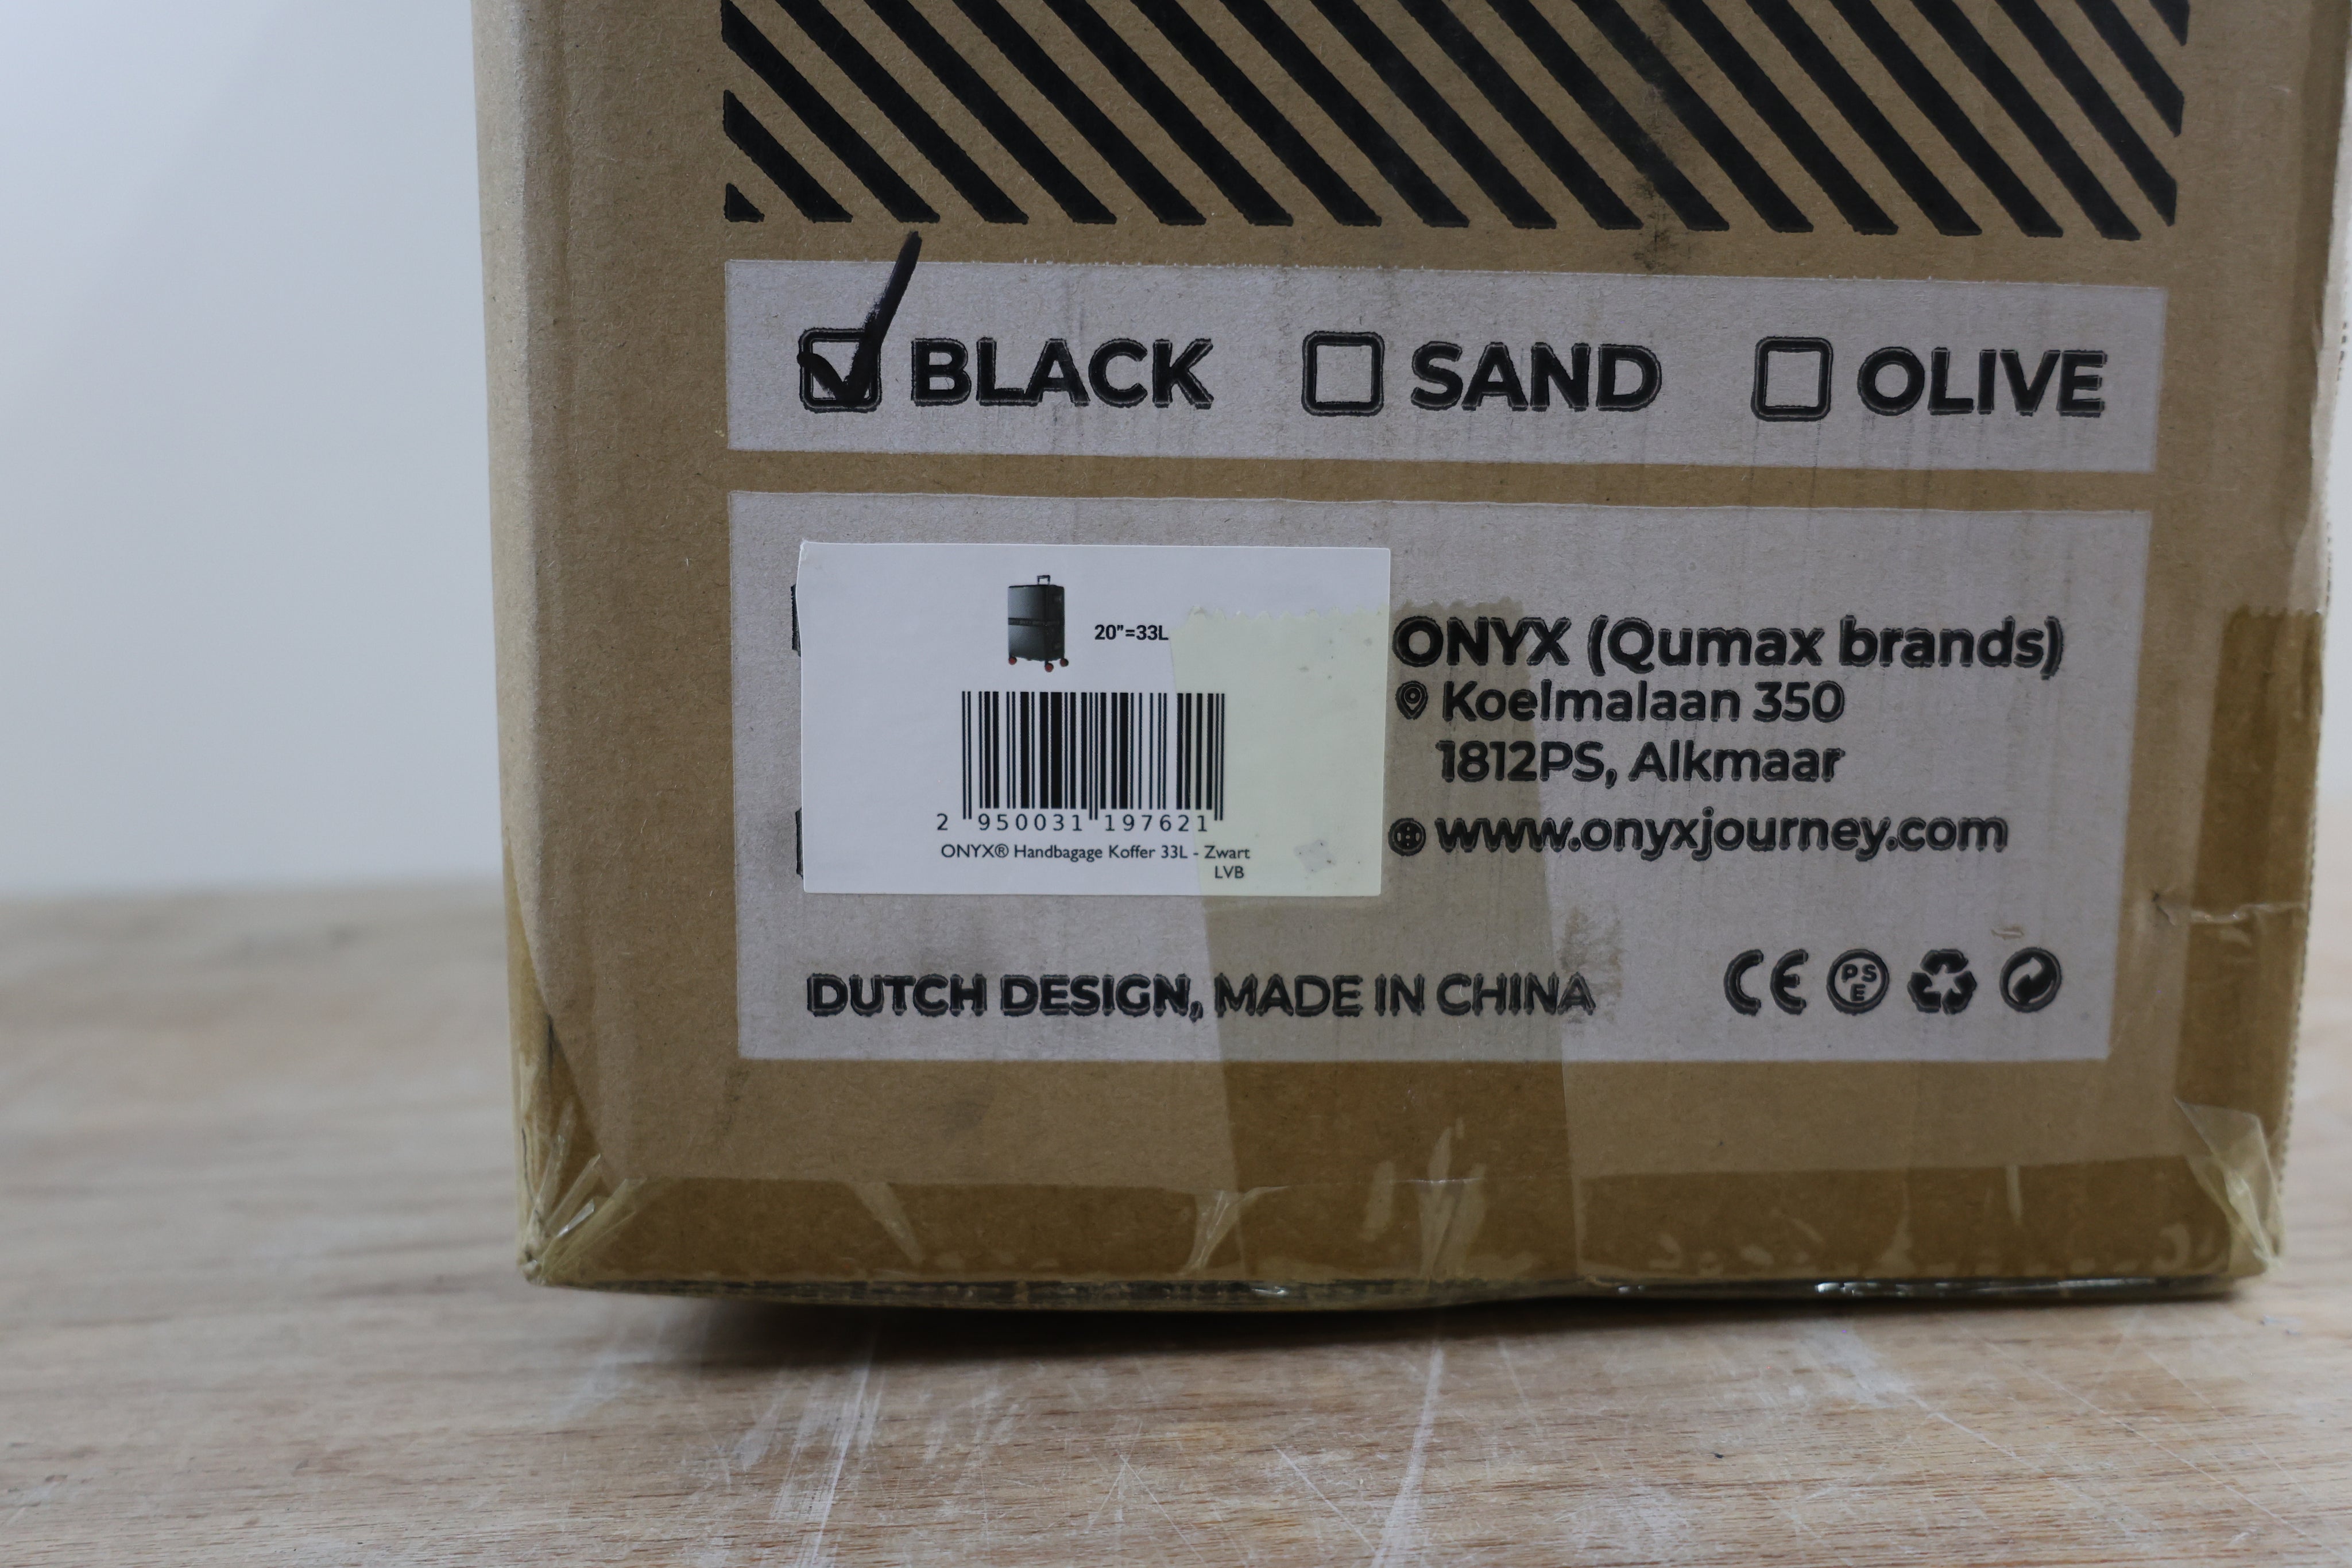 BLACK SAND OLIVE
20"=33L
2 950031 197621
ONYX® Handbagage Koffer 33L - Zwart
LVB
ONYX (Qumax brands)
Koelmalaan 350
1812PS, Alkmaar
www.onyxjourney.com
DUTCH DESIGN, MADE IN CHINA
CE PSE